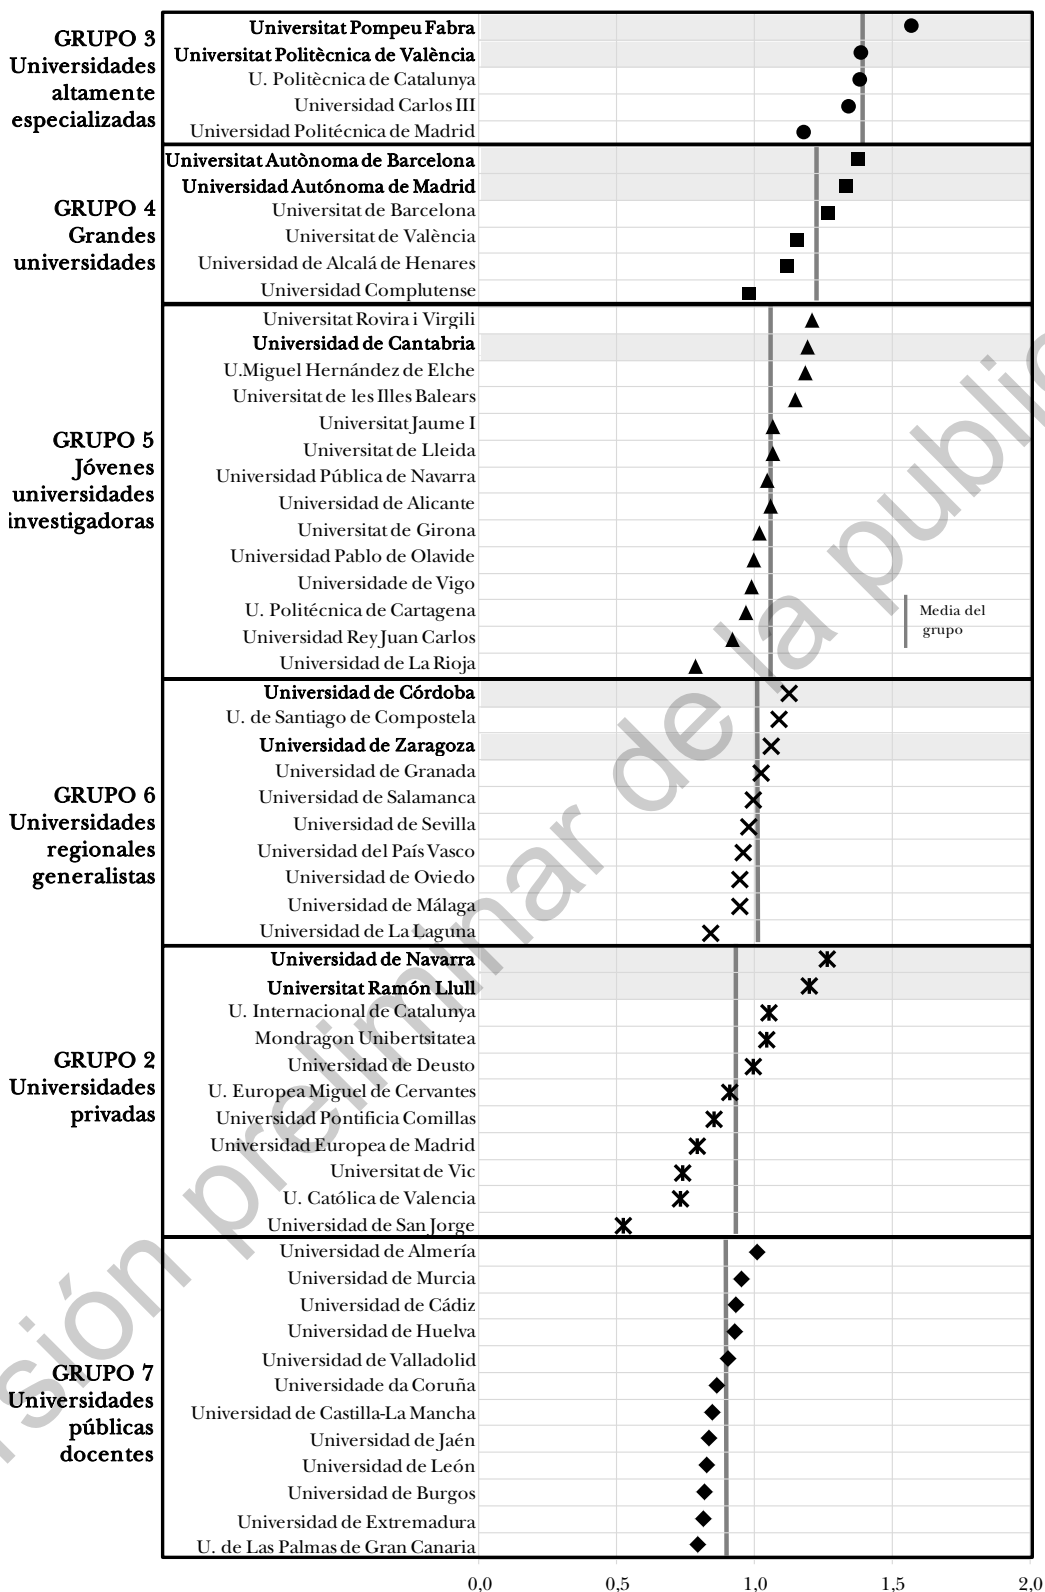 GRUPO 3
Universidades
altamente
especializadas
Universitat Pompeu Fabra
Universitat Politècnica de València
U. Politècnica de Catalunya
Universidad Carlos III
Universidad Politécnica de Madrid
GRUPO 4
Grandes
universidades
Universitat Autònoma de Barcelona
Universidad Autónoma de Madrid
Universitat de Barcelona
Universitat de València
Universidad de Alcalá de Henares
Universidad Complutense
GRUPO 5
Jóvenes
universidades
investigadoras
Universitat Rovira i Virgili
Universidad de Cantabria
U.Miguel Hernández de Elche
Universitat de les Illes Balears
Universitat Jaume I
Universitat de Lleida
Universidad Pública de Navarra
Universidad de Alicante
Universitat de Girona
Universidad Pablo de Olavide
Universidade de Vigo
U. Politécnica de Cartagena
Universidad Rey Juan Carlos
Universidad de La Rioja
Media del
grupo
GRUPO 6
Universidades
regionales
generalistas
Universidad de Córdoba
U. de Santiago de Compostela
Universidad de Zaragoza
Universidad de Granada
Universidad de Salamanca
Universidad de Sevilla
Universidad del País Vasco
Universidad de Oviedo
Universidad de Málaga
Universidad de La Laguna
GRUPO 2
Universidades
privadas
Universidad de Navarra
Universitat Ramón Llull
U. Internacional de Catalunya
Mondragon Unibertsitatea
Universidad de Deusto
U. Europea Miguel de Cervantes
Universidad Pontificia Comillas
Universidad Europea de Madrid
Universitat de Vic
U. Católica de Valencia
Universidad de San Jorge
GRUPO 7
Universidades
públicas
docentes
Universidad de Almería
Universidad de Murcia
Universidad de Cádiz
Universidad de Huelva
Universidad de Valladolid
Universidade da Coruña
Universidad de Castilla-La Mancha
Universidad de Jaén
Universidad de León
Universidad de Burgos
Universidad de Extremadura
U. de Las Palmas de Gran Canaria
0,0 0,5 1,0 1,5 2,0
rsión preliminar de la public